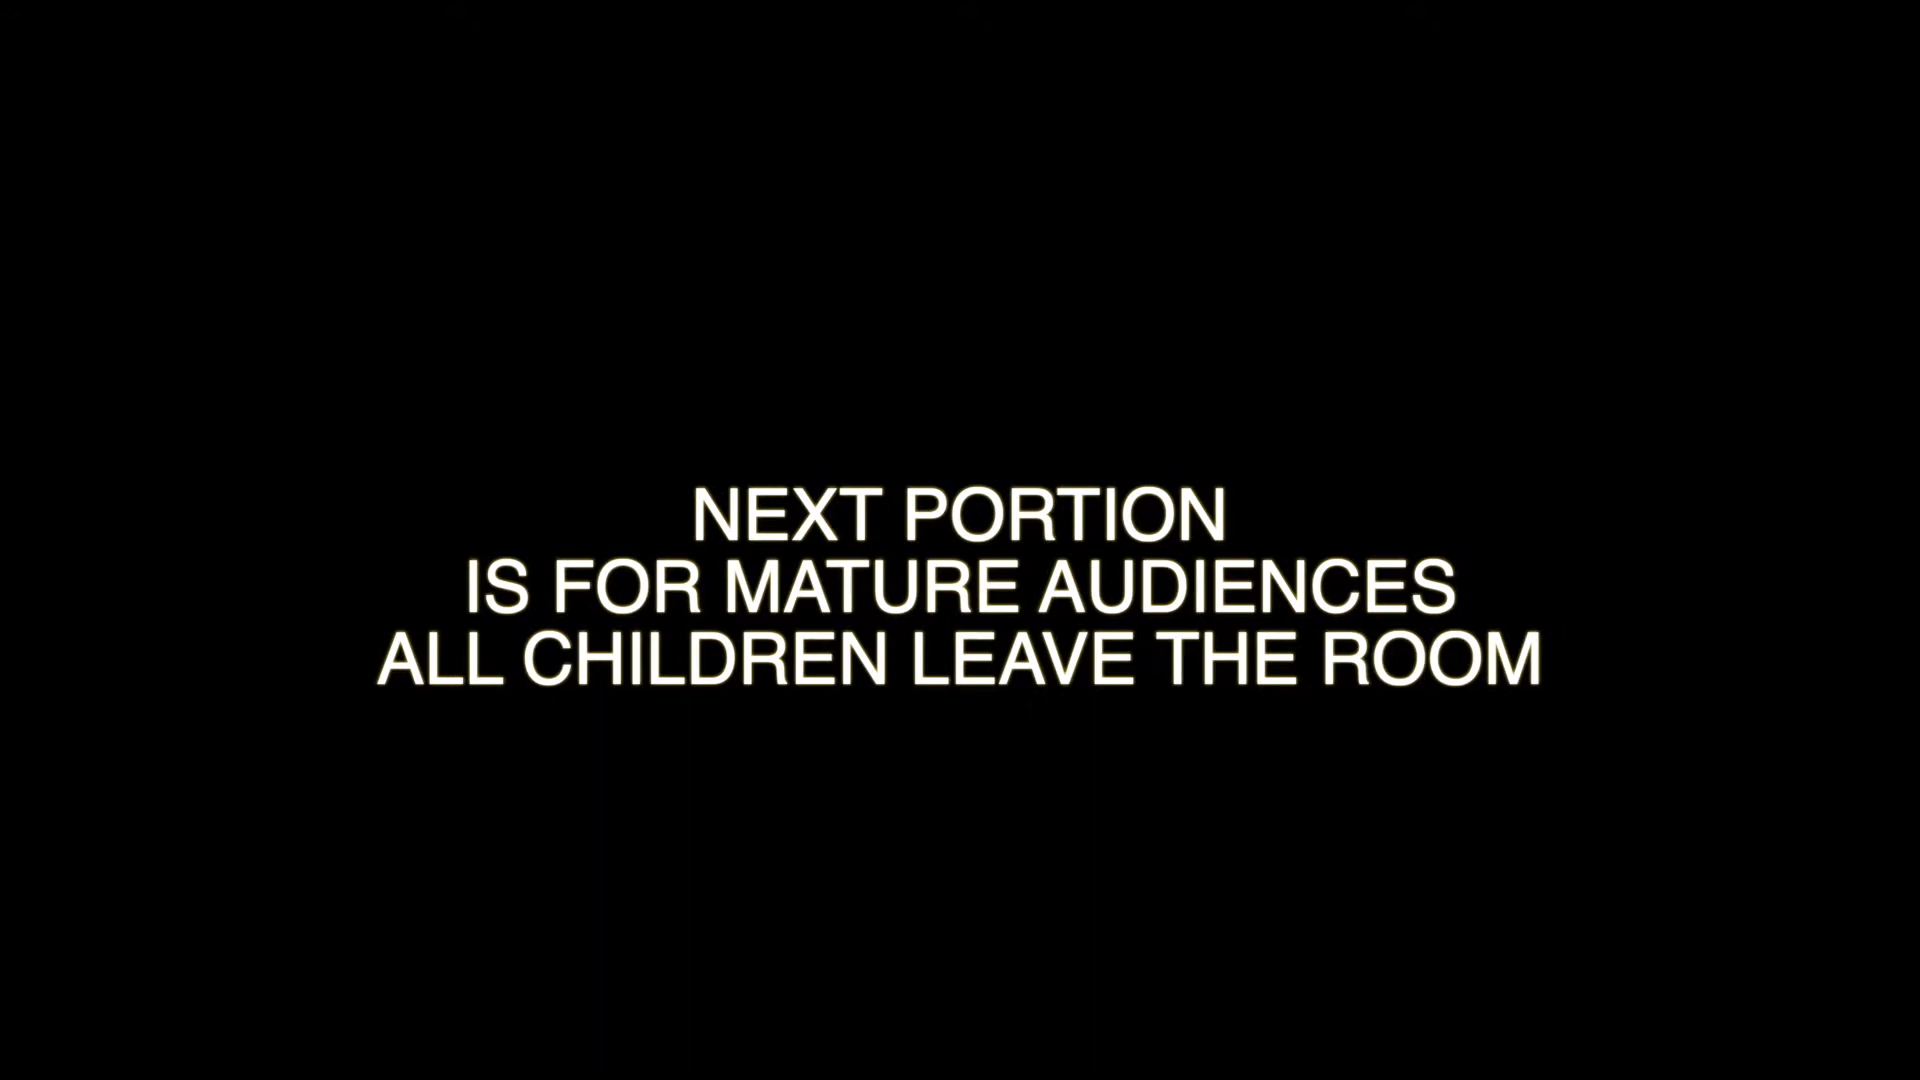 NEXT PORTION
IS FOR MATURE AUDIENCES
ALL CHILDREN LEAVE THE ROOM